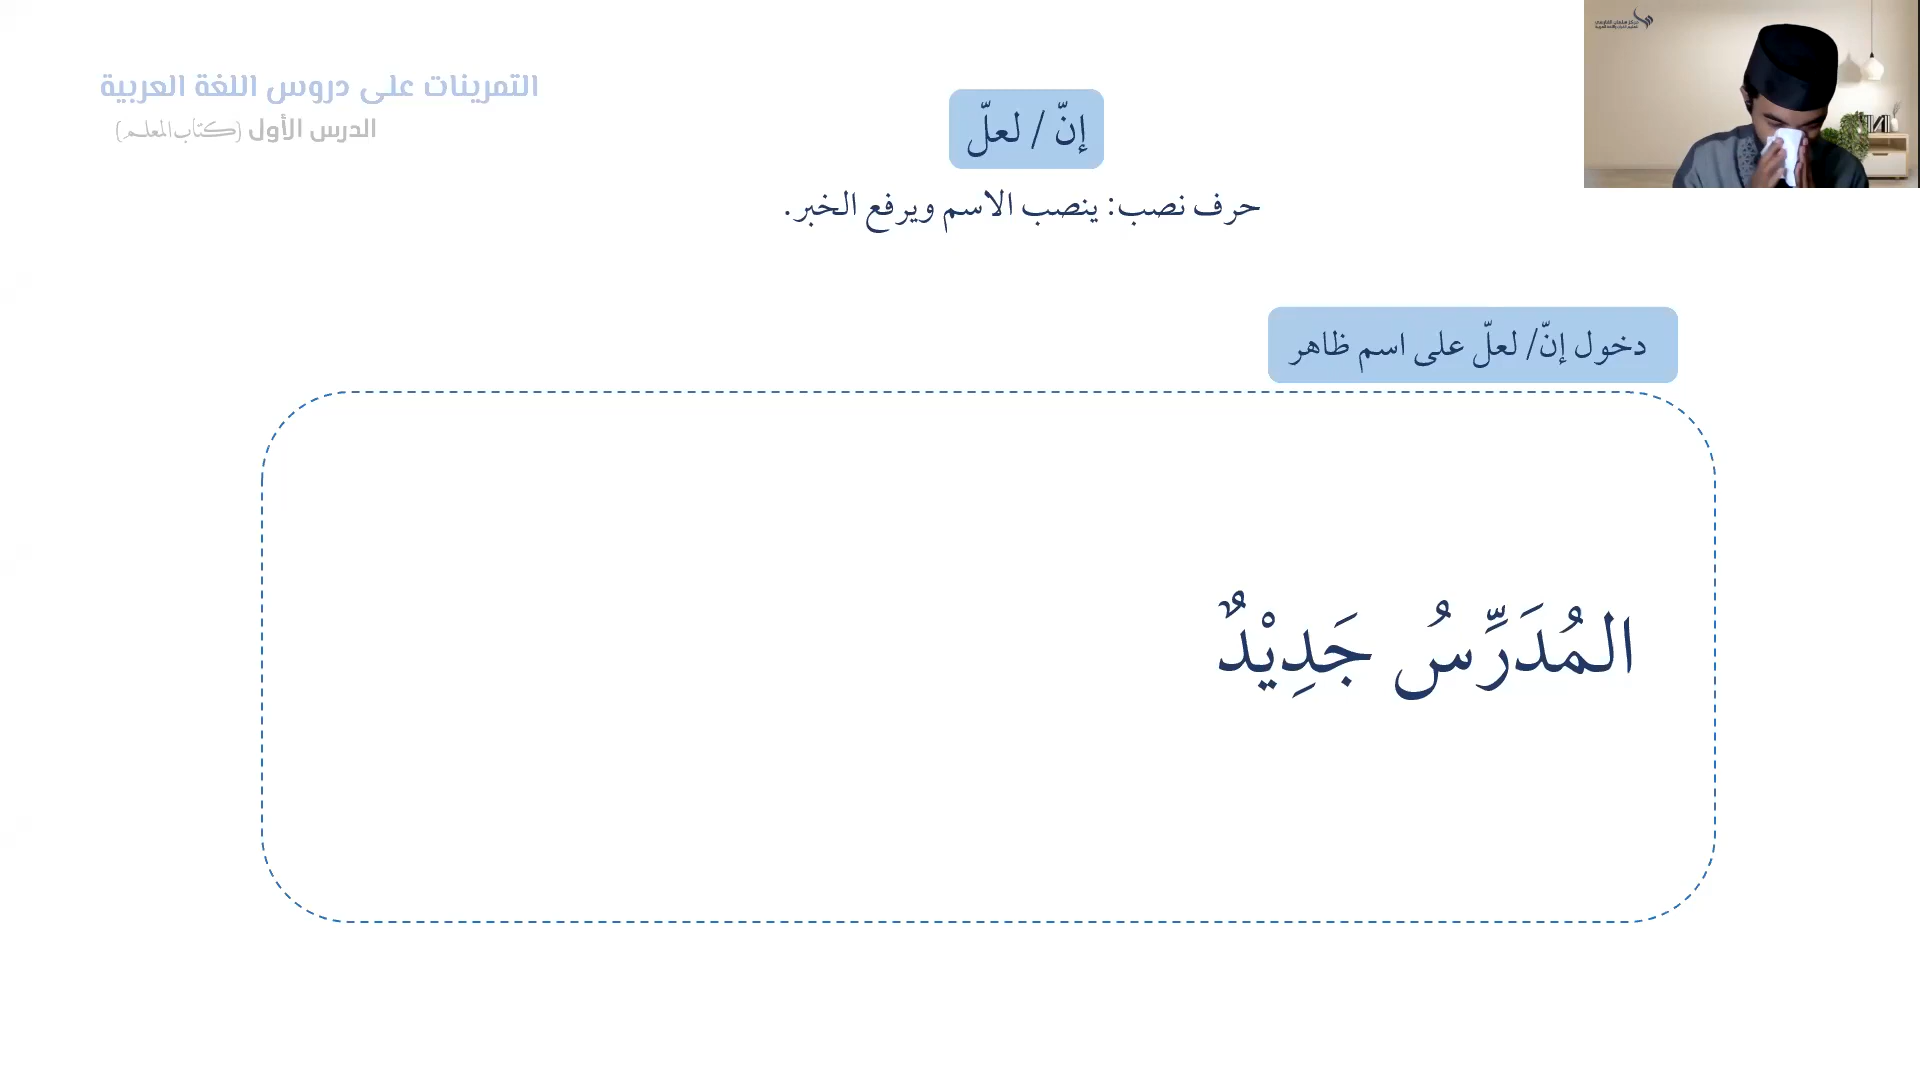 التمرينات على دروس اللغة العربية
الدرس الأول (كتاب المعلم)
إنّ / لعلّ
حرف نصب: ينصب الاسم ويرفع الخبر.
دخول إنّ/ لعلّ على اسم ظاهر
المُدَرِّسُ جَدِيْدٌ